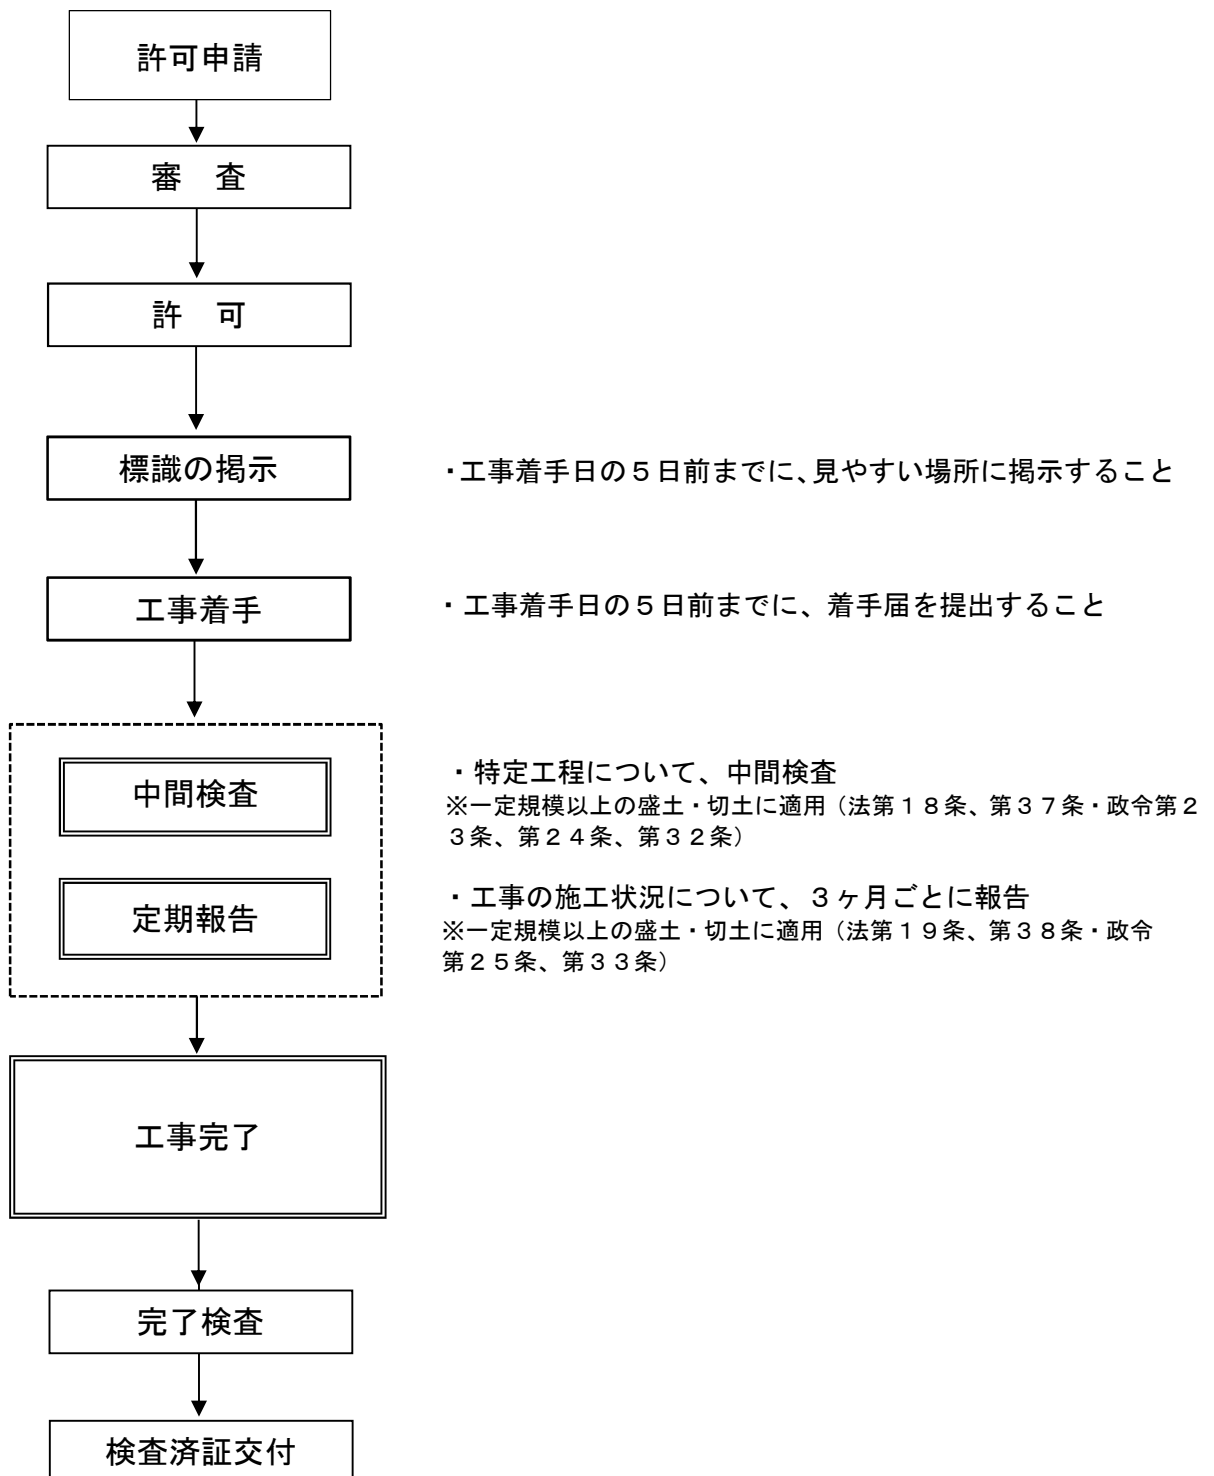 許可申請
審　査
許　可
標識の掲示
・工事着手日の５日前までに、見やすい場所に掲示すること
工事着手
・工事着手日の５日前までに、着手届を提出すること
中間検査
・特定工程について、中間検査
※一定規模以上の盛土・切土に適用（法第１８条、第３７条・政令第２
３条、第２４条、第３２条）
定期報告
・工事の施工状況について、３ヶ月ごとに報告
※一定規模以上の盛土・切土に適用（法第１９条、第３８条・政令
第２５条、第３３条）
工事完了
完了検査
検査済証交付